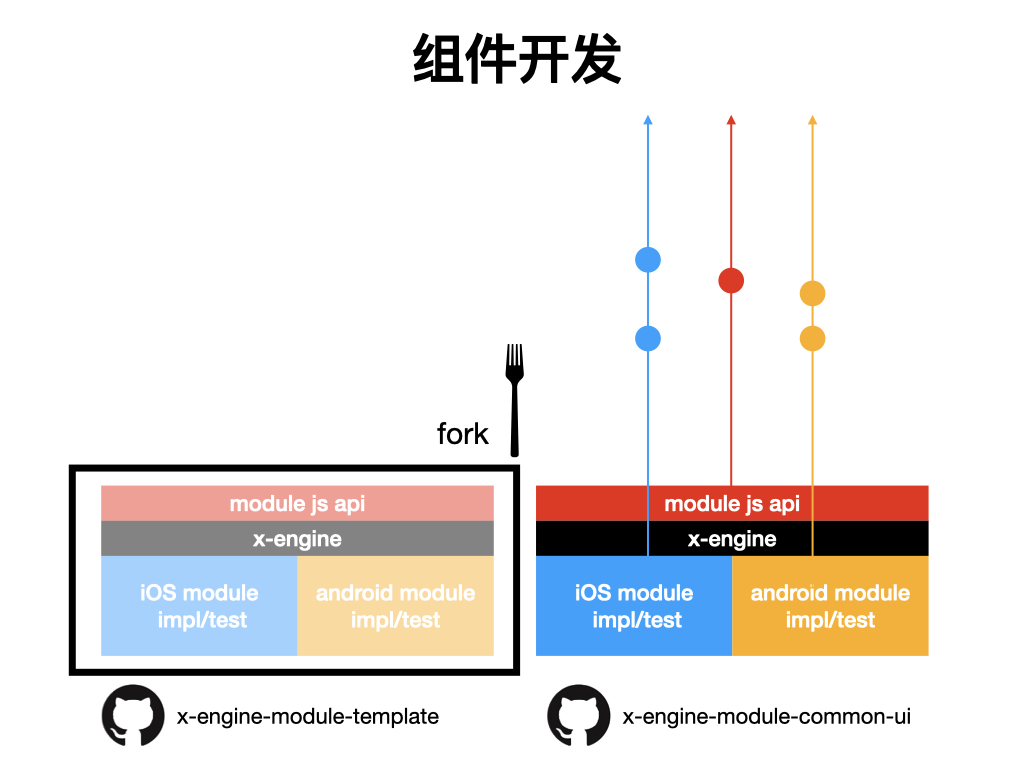 组件开发
fork
module js api
x-engine
iOS module
impl/test
android module
impl/test
x-engine-module-template
module js api
x-engine
iOS module
impl/test
android module
impl/test
x-engine-module-common-ui